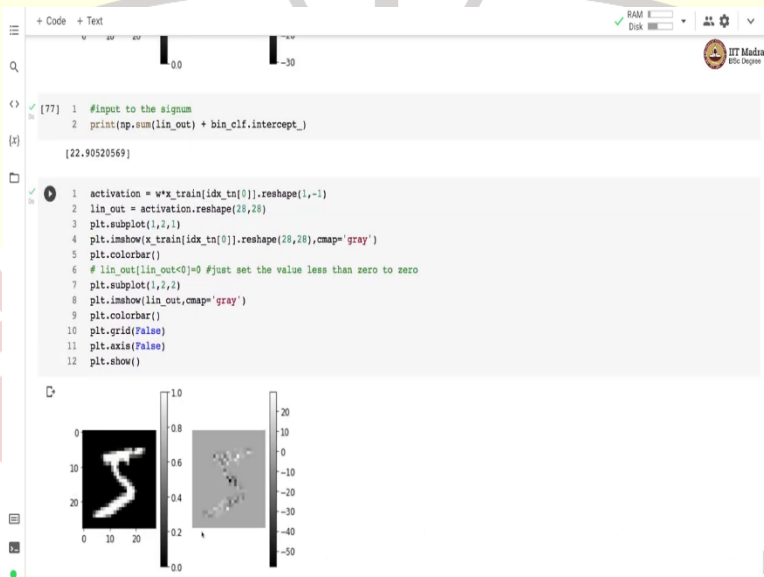 + Code + Text
RAM
Disk
IIT Madra
BSc Degree
0 10 20
0.0
-30
[77] 1 #input to the signum
2 print(np.sum(lin_out) + bin_clf.intercept_)
[22.90520569]
1 activation = w*x_train[idx_tn[0]].reshape(1,-1)
2 lin_out = activation.reshape(28,28)
3 plt.subplot(1,2,1)
4 plt.imshow(x_train[idx_tn[0]].reshape(28,28),cmap='gray')
5 plt.colorbar()
6 # lin_out[lin_out<0]=0 #just set the value less than zero to zero
7 plt.subplot(1,2,2)
8 plt.imshow(lin_out,cmap='gray')
9 plt.colorbar()
10 plt.grid(False)
11 plt.axis(False)
12 plt.show()
1.0
0.8
0.6
0.4
0.2
0.0
0
10
20
0 10 20
20
10
0
-10
-20
-30
-40
-50